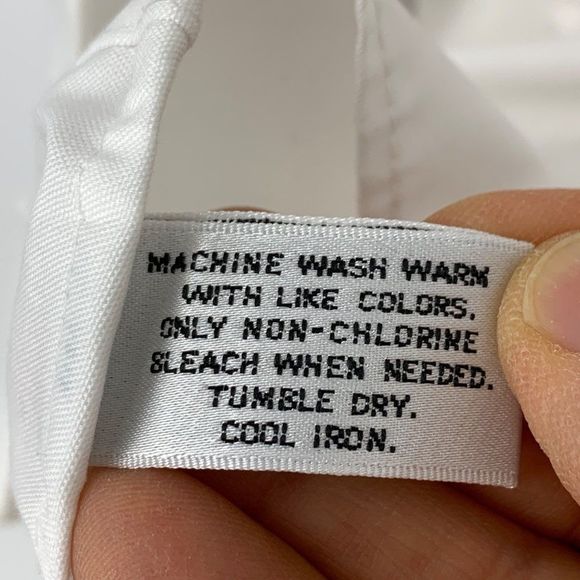 MACHINE WASH WARM
WITH LIKE COLORS.
ONLY NON-CHLORINE
BLEACH WHEN NEEDED.
TUMBLE DRY.
COOL IRON.